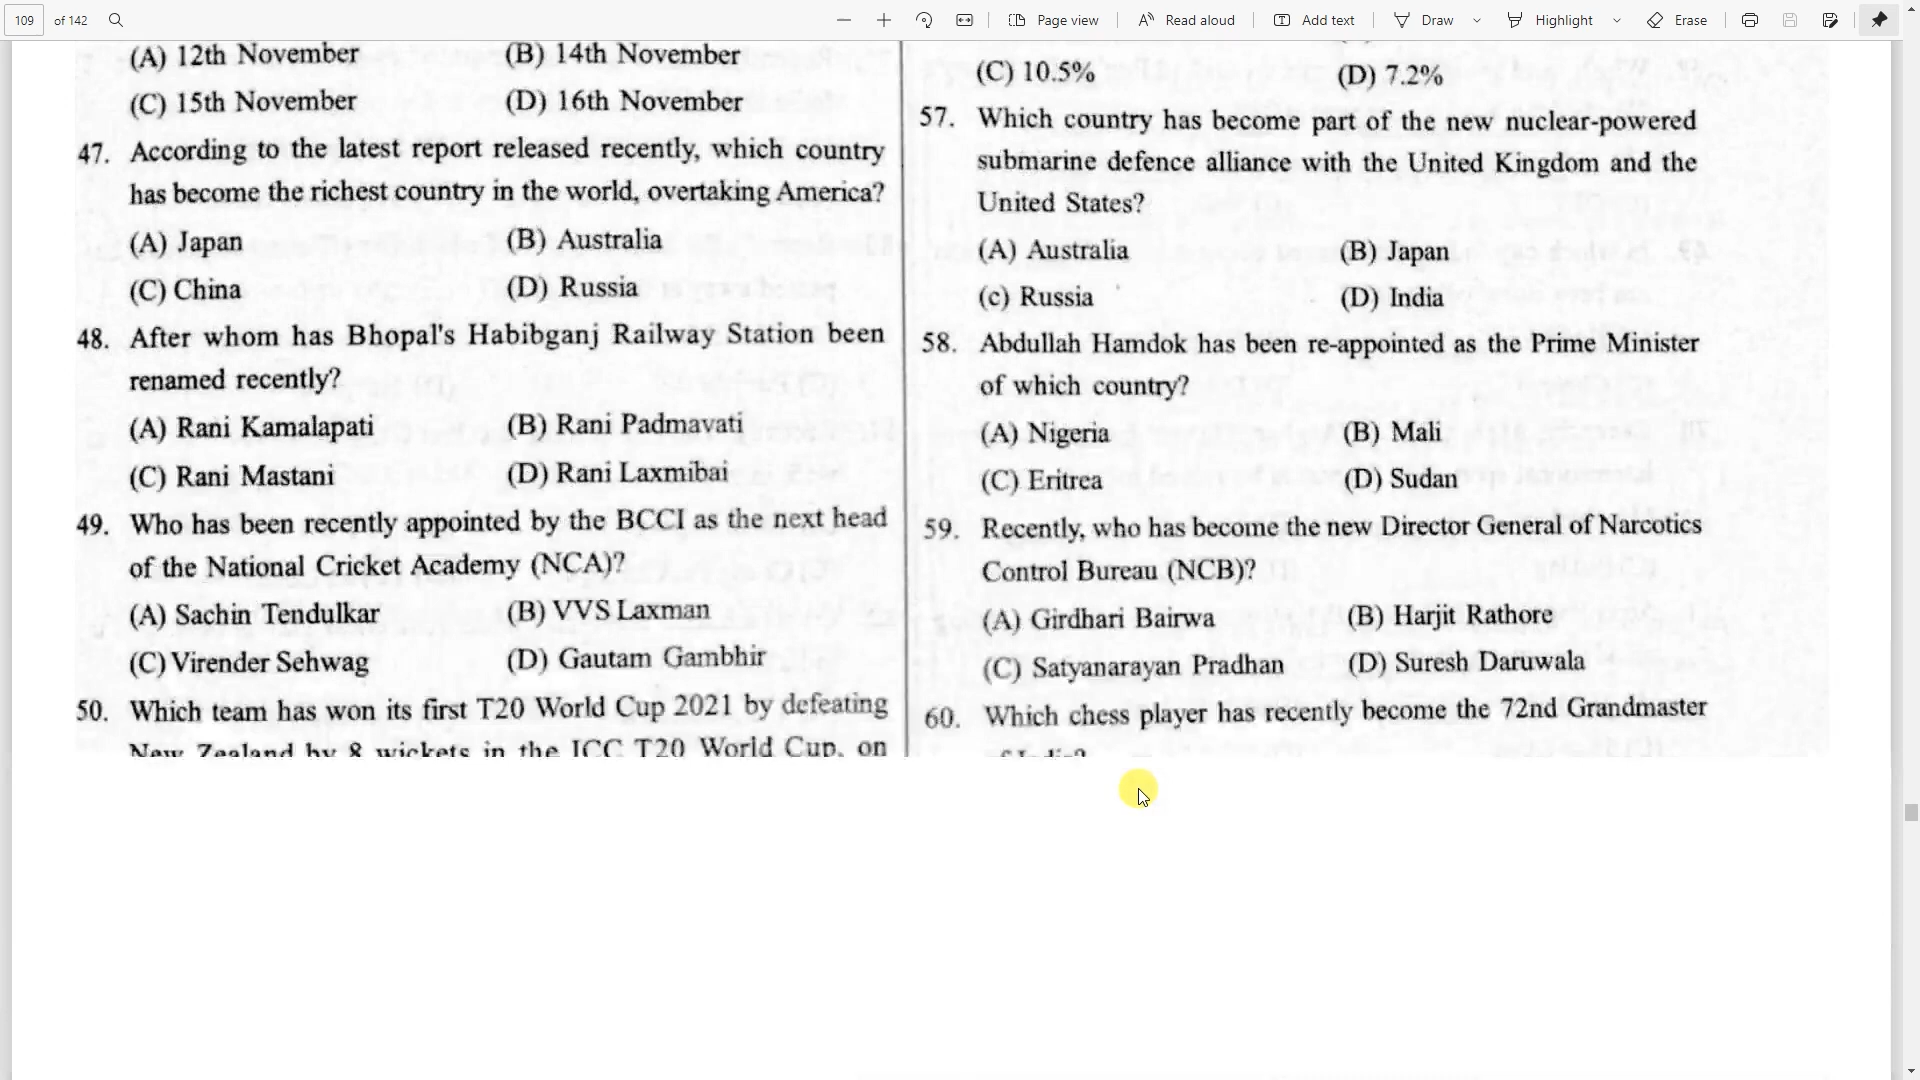 109 of 142
Page view
Read aloud
Add text
Draw
Highlight
Erase
(A) 12th November (B) 14th November
(C) 15th November (D) 16th November
47. According to the latest report released recently, which country
has become the richest country in the world, overtaking America?
(A) Japan (B) Australia
(C) China (D) Russia
48. After whom has Bhopal's Habibganj Railway Station been
renamed recently?
(A) Rani Kamalapati (B) Rani Padmavati
(C) Rani Mastani (D) Rani Laxmibai
49. Who has been recently appointed by the BCCI as the next head
of the National Cricket Academy (NCA)?
(A) Sachin Tendulkar (B) VVS Laxman
(C) Virender Sehwag (D) Gautam Gambhir
50. Which team has won its first T20 World Cup 2021 by defeating
New Zealand by 8 wickets in the ICC T20 World Cup, on
(C) 10.5% (D) 7.2%
57. Which country has become part of the new nuclear-powered
submarine defence alliance with the United Kingdom and the
United States?
(A) Australia (B) Japan
(c) Russia (D) India
58. Abdullah Hamdok has been re-appointed as the Prime Minister
of which country?
(A) Nigeria (B) Mali
(C) Eritrea (D) Sudan
59. Recently, who has become the new Director General of Narcotics
Control Bureau (NCB)?
(A) Girdhari Bairwa (B) Harjit Rathore
(C) Satyanarayan Pradhan (D) Suresh Daruwala
60. Which chess player has recently become the 72nd Grandmaster
of India?